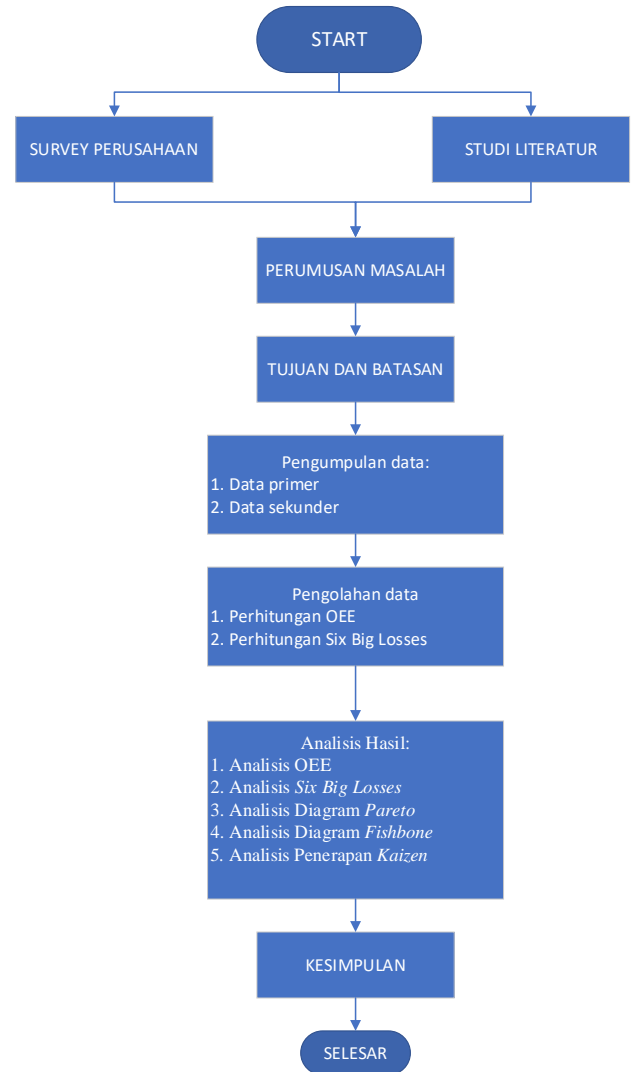 START
SURVEY PERUSAHAAN
STUDI LITERATUR
PERUMUSAN MASALAH
TUJUAN DAN BATASAN
Pengumpulan data:
1. Data primer
2. Data sekunder
Pengolahan data
1. Perhitungan OEE
2. Perhitungan Six Big Losses
Analisis Hasil:
1. Analisis OEE
2. Analisis Six Big Losses
3. Analisis Diagram Pareto
4. Analisis Diagram Fishbone
5. Analisis Penerapan Kaizen
KESIMPULAN
SELESAR